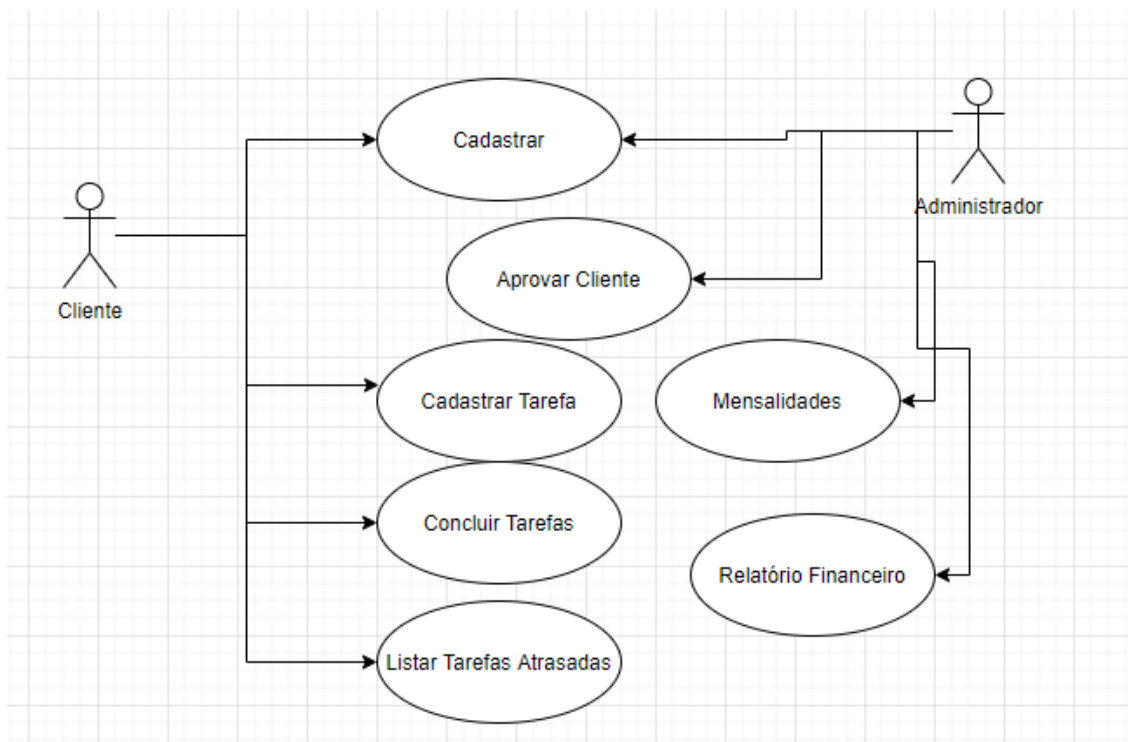 Cadastrar
Administrador
Aprovar Cliente
Cliente
Cadastrar Tarefa
Mensalidades
Concluir Tarefas
Relatório Financeiro
Listar Tarefas Atrasadas